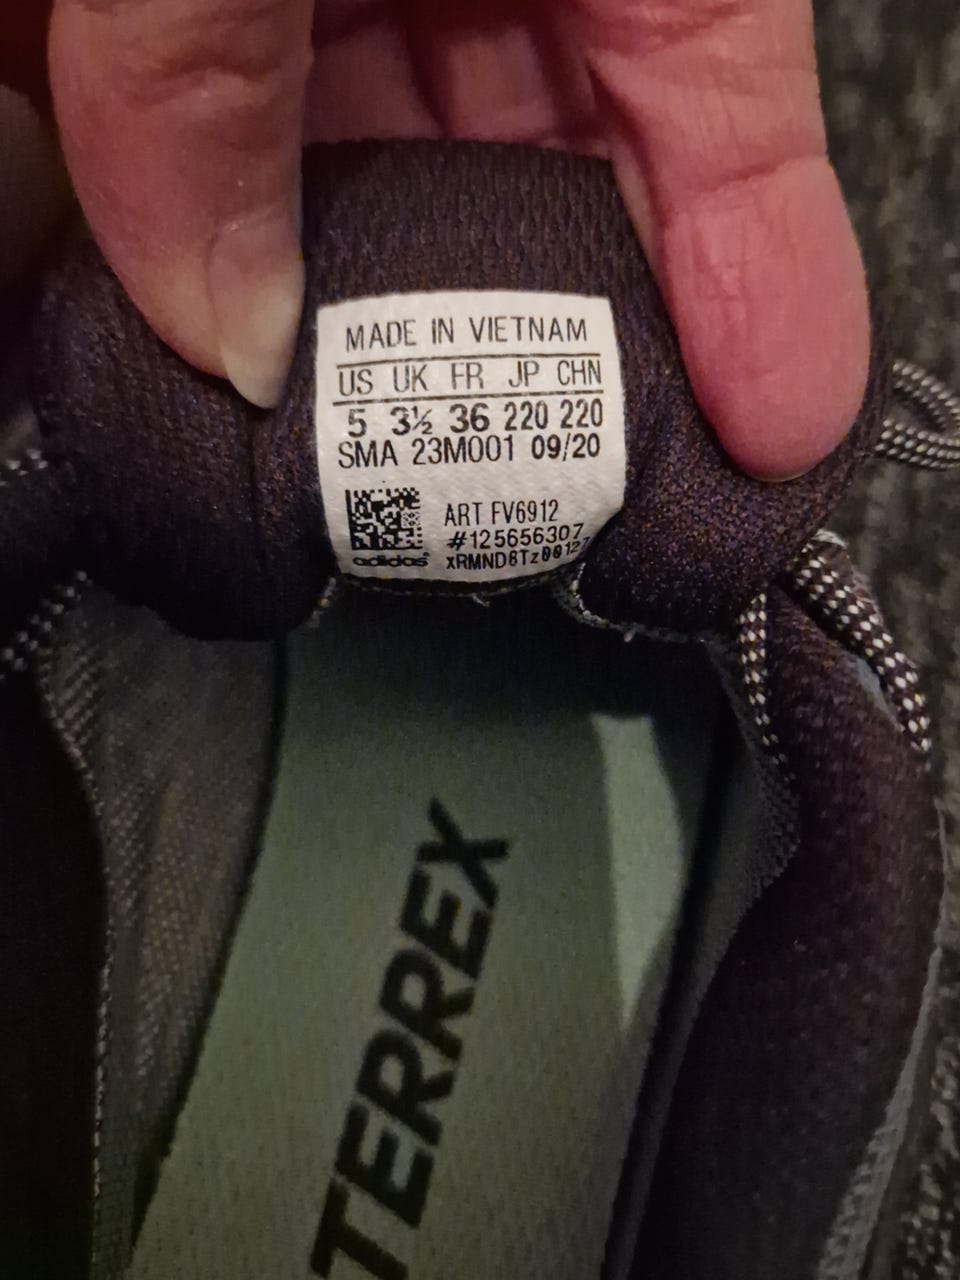 MADE IN VIETNAM
US UK FR JP CHN
5 3½ 36 220 220
SMA 23M001 09/20
ART FV6912
#125656307
adidas
TERREX